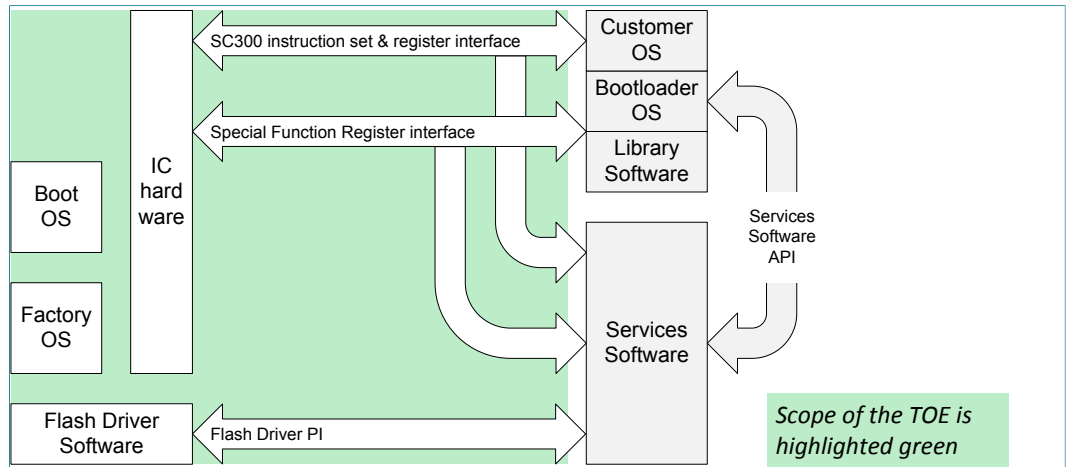 SC300 instruction set & register interface
Customer
OS
Bootloader
OS
Special Function Register interface
Library
Software
IC
hard
ware
Boot
OS
Services
Software
API
Factory
OS
Services
Software
Flash Driver
Software
Flash Driver PI
Scope of the TOE is
highlighted green